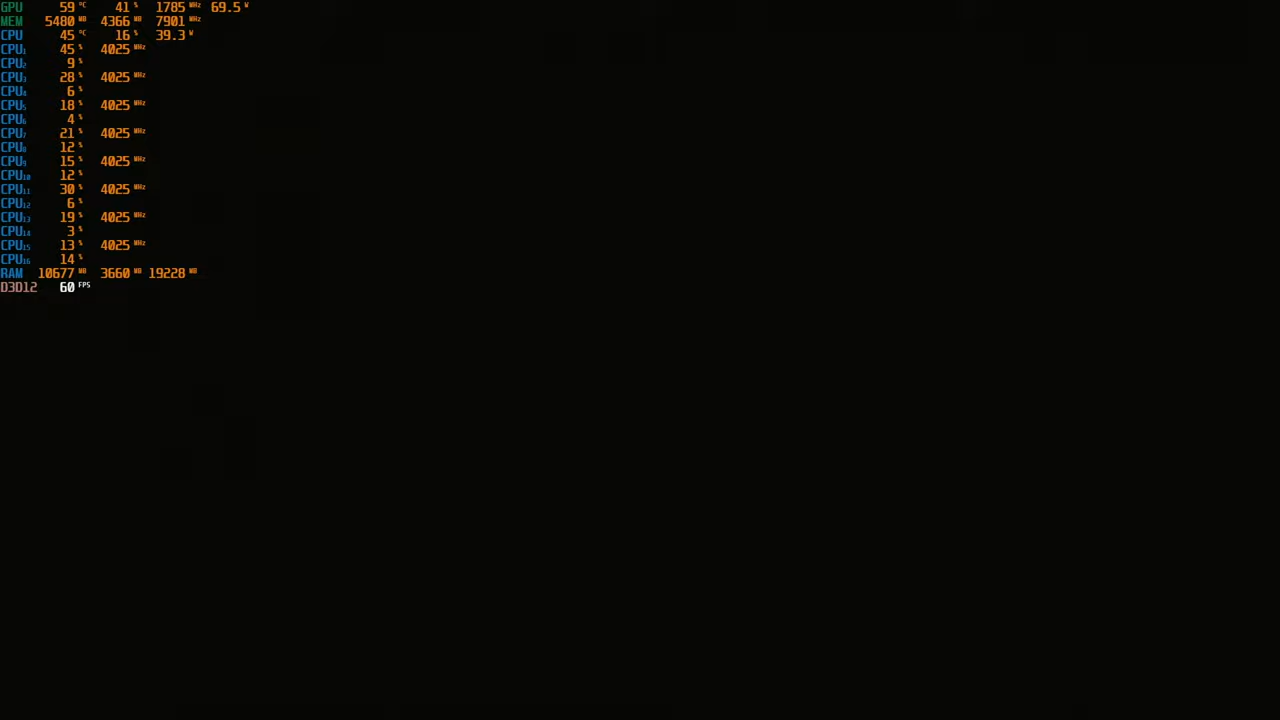 GPU 59 °C 41 % 1785 MHz 69.5 W
MEM 5480 MB 4366 MB 7901 MHz
CPU 45 °C 16 % 39.3 W
CPU1 45 % 4025 MHz
CPU2 9 %
CPU3 28 % 4025 MHz
CPU4 6 %
CPU5 18 % 4025 MHz
CPU6 4 %
CPU7 21 % 4025 MHz
CPU8 12 %
CPU9 15 % 4025 MHz
CPU10 12 %
CPU11 30 % 4025 MHz
CPU12 6 %
CPU13 19 % 4025 MHz
CPU14 3 %
CPU15 13 % 4025 MHz
CPU16 14 %
RAM 10677 MB 3660 MB 19228 MB
D3D12 60 FPS